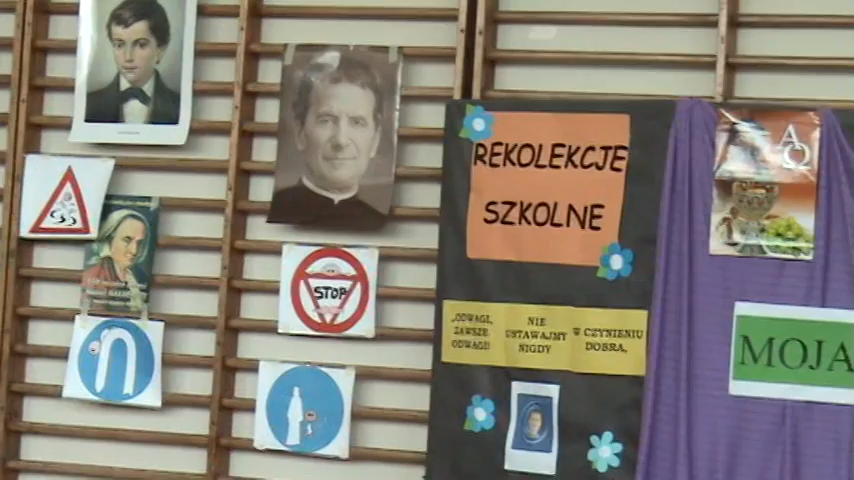 REKOLEKCJE
SZKOLNE
STOP
„ODWAGI,
ZAWSZE
ODWAGI!
NIE
USTAWAJMY
NIGDY
W CZYNIENIU
DOBRA,
A
Ω
MOJA